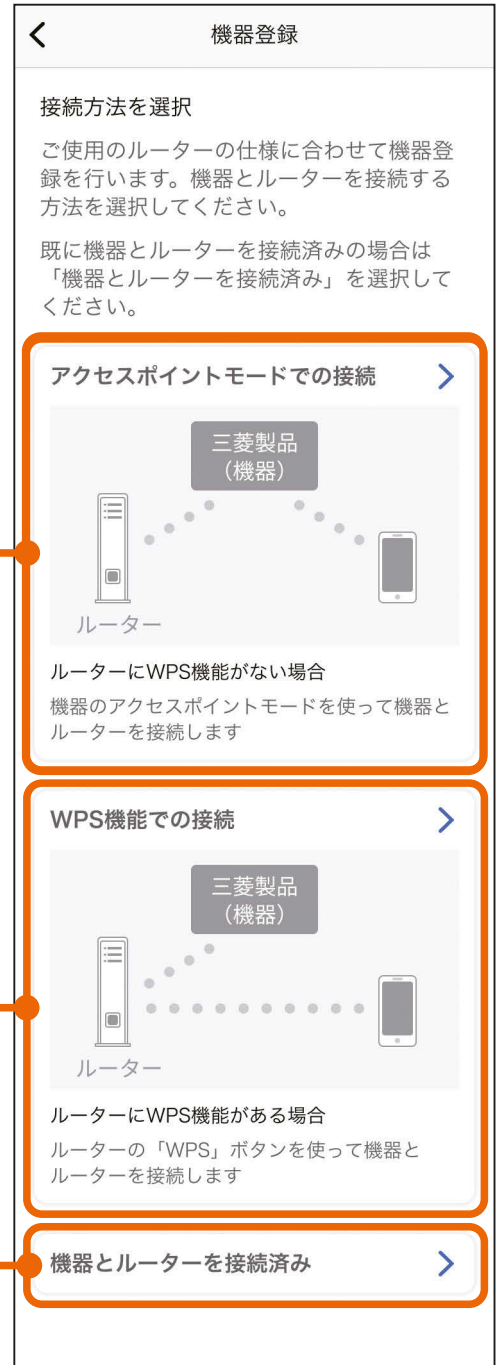 機器登録
接続方法を選択
ご使用のルーターの仕様に合わせて機器登
録を行います。機器とルーターを接続する
方法を選択してください。
既に機器とルーターを接続済みの場合は
「機器とルーターを接続済み」を選択して
ください。
アクセスポイントモードでの接続
三菱製品
（機器）
ルーター
ルーターにWPS機能がない場合
機器のアクセスポイントモードを使って機器と
ルーターを接続します
WPS機能での接続
三菱製品
（機器）
ルーター
ルーターにWPS機能がある場合
ルーターの「WPS」ボタンを使って機器と
ルーターを接続します
機器とルーターを接続済み